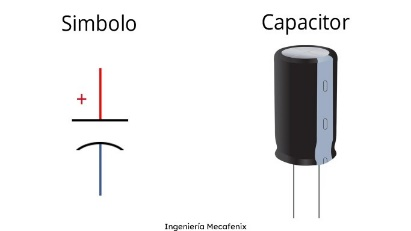 Simbolo
Capacitor
+
Ingeniería Mecafenix